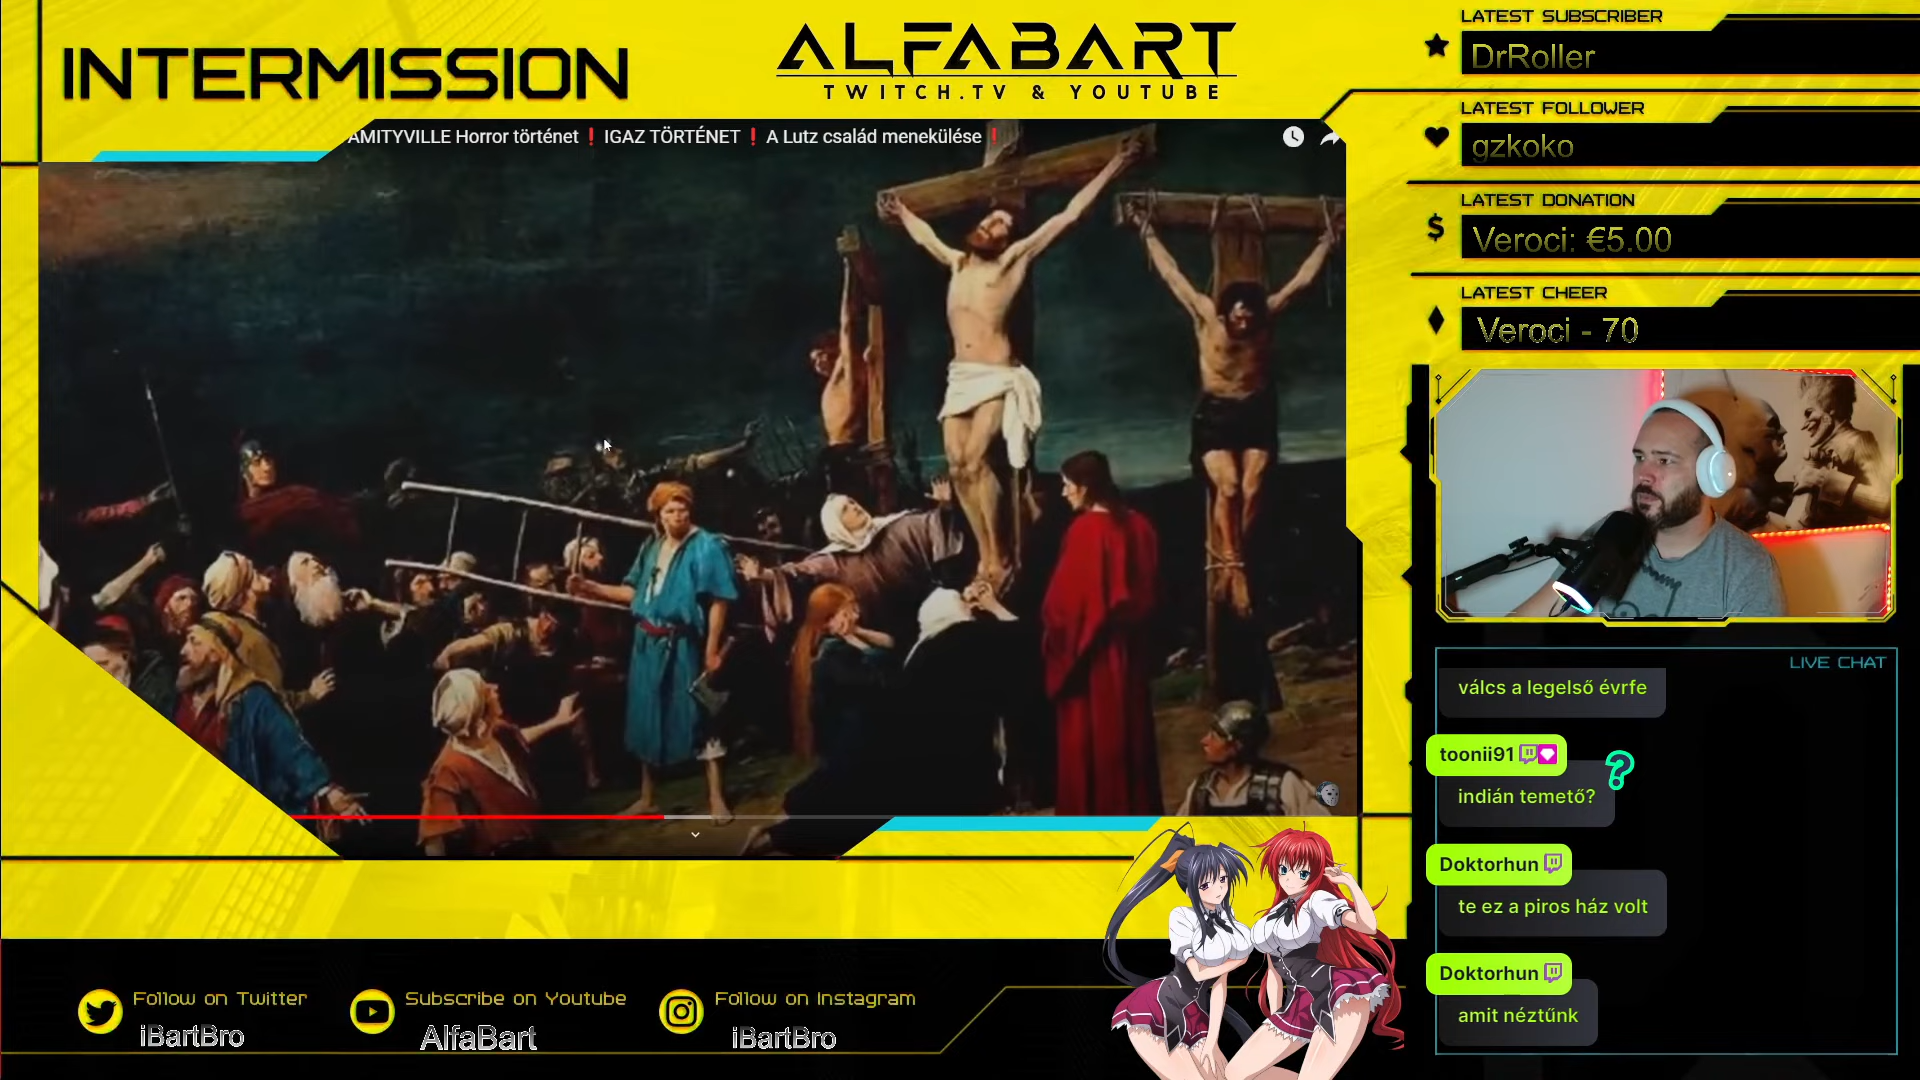 INTERMISSION
ALFABART
TWITCH.TV & YOUTUBE
AMITYVILLE Horror történet❗IGAZ TÖRTÉNET❗A Lutz család menekülése❗
LATEST SUBSCRIBER
DrRoller
LATEST FOLLOWER
gzkoko
LATEST DONATION
Veroci: €5.00
LATEST CHEER
Veroci - 70
LIVE CHAT
válcs a legelső évrfe
toonii91
indián temető?
Doktorhun
te ez a piros ház volt
Doktorhun
amit néztűnk
Follow on Twitter
iBartBro
Subscribe on Youtube
AlfaBart
Follow on Instagram
iBartBro